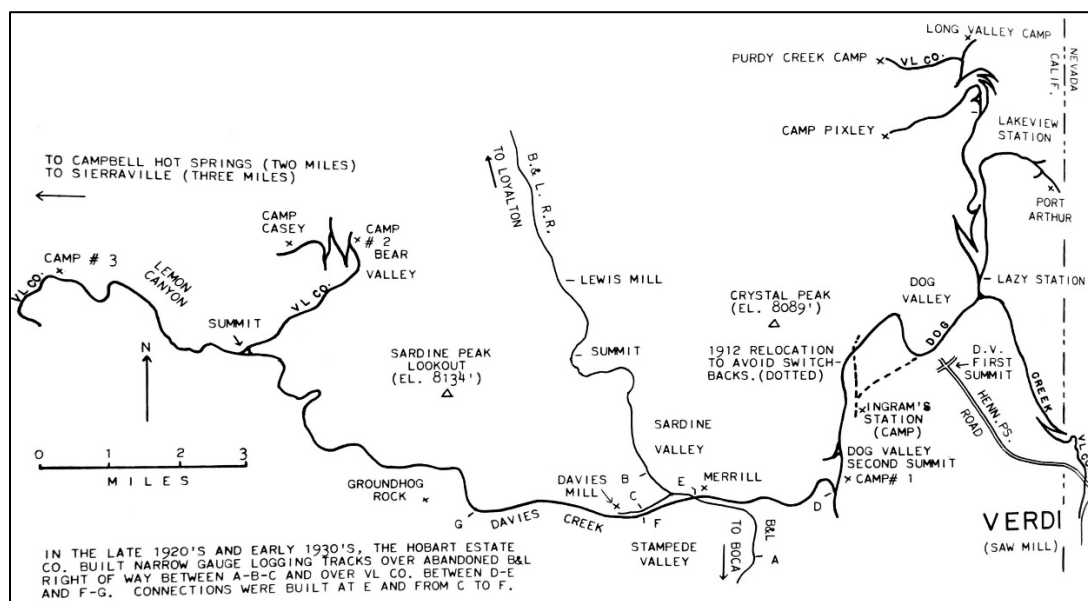 LONG VALLEY CAMP
PURDY CREEK CAMP
VL CO.
NEVADA
CALIF.
CAMP PIXLEY
LAKEVIEW
STATION
TO CAMPBELL HOT SPRINGS (TWO MILES)
TO SIERRAVILLE (THREE MILES)
TO LOYALTON
B.& L. R.R.
PORT
ARTHUR
CAMP
CASEY
CAMP
# 2
BEAR
VALLEY
CAMP # 3
LEMON
CANYON
VL CO.
VL CO.
LEWIS MILL
DOG
VALLEY
LAZY STATION
CRYSTAL PEAK
(EL. 8089')
SUMMIT
N
SARDINE PEAK
LOOKOUT
(EL. 8134')
SUMMIT
1912 RELOCATION
TO AVOID SWITCH-
BACKS.(DOTTED)
DOG
CREEK
D.V.
FIRST
SUMMIT
HENN.PS.
ROAD
VL CO.
INGRAM'S
STATION
(CAMP)
SARDINE
VALLEY
0 1 2 3
MILES
DOG VALLEY
SECOND SUMMIT
CAMP# 1
GROUNDHOG
ROCK
DAVIES
MILL
B
C
E
MERRILL
D
G
DAVIES
CREEK
F
STAMPEDE
VALLEY
B&L
TO BOCA
A
VERDI
(SAW MILL)
IN THE LATE 1920'S AND EARLY 1930'S, THE HOBART ESTATE
CO. BUILT NARROW GAUGE LOGGING TRACKS OVER ABANDONED B&L
RIGHT OF WAY BETWEEN A-B-C AND OVER VL CO. BETWEEN D-E
AND F-G. CONNECTIONS WERE BUILT AT E AND FROM C TO F.